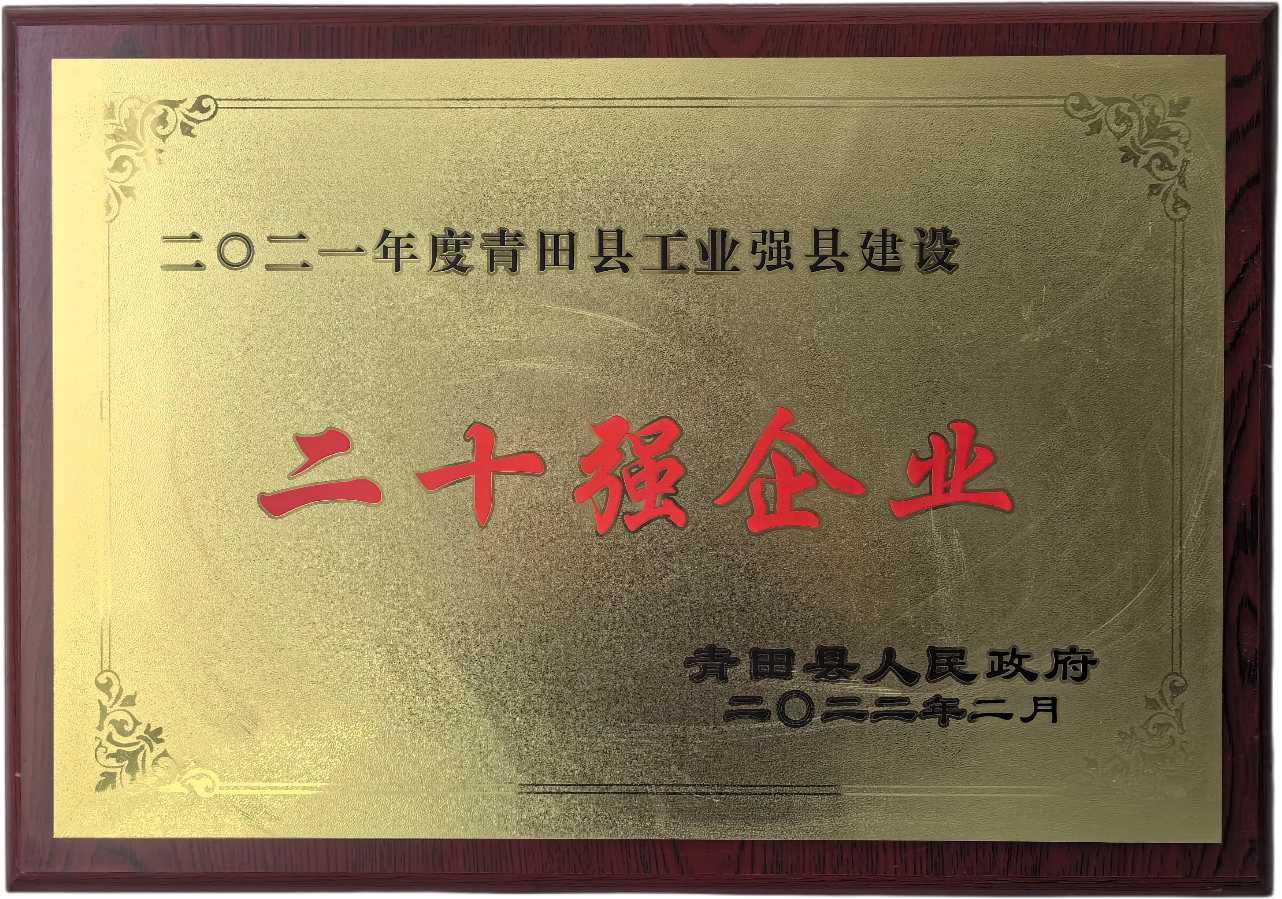 二〇二一年度青田县工业强县建设
二十强企业
青田县人民政府
二〇二二年二月